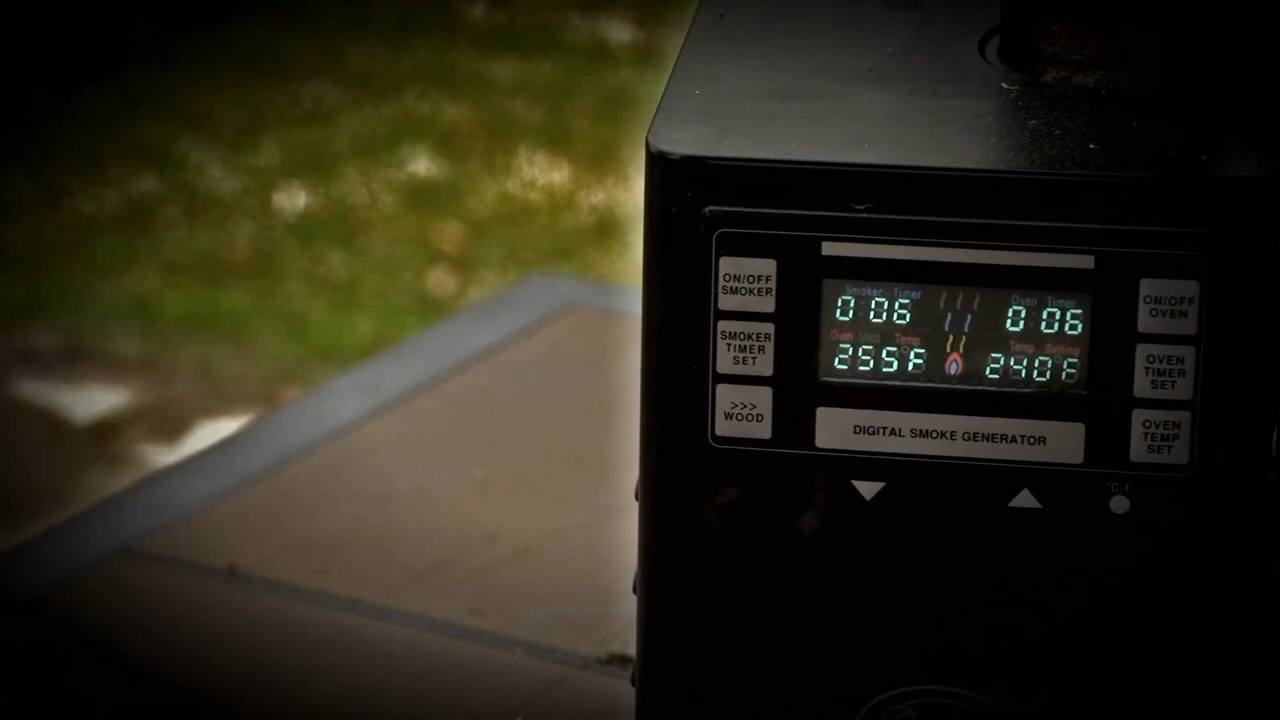 ON/OFF
SMOKER
SMOKER
TIMER
SET
>>>
WOOD
Smoker Timer
0 06
Oven Timer
0:06
Oven Temp
255F
Temp Setting
240F
DIGITAL SMOKE GENERATOR
ON/OFF
OVEN
OVEN
TIMER
SET
OVEN
TEMP
SET
°C/F